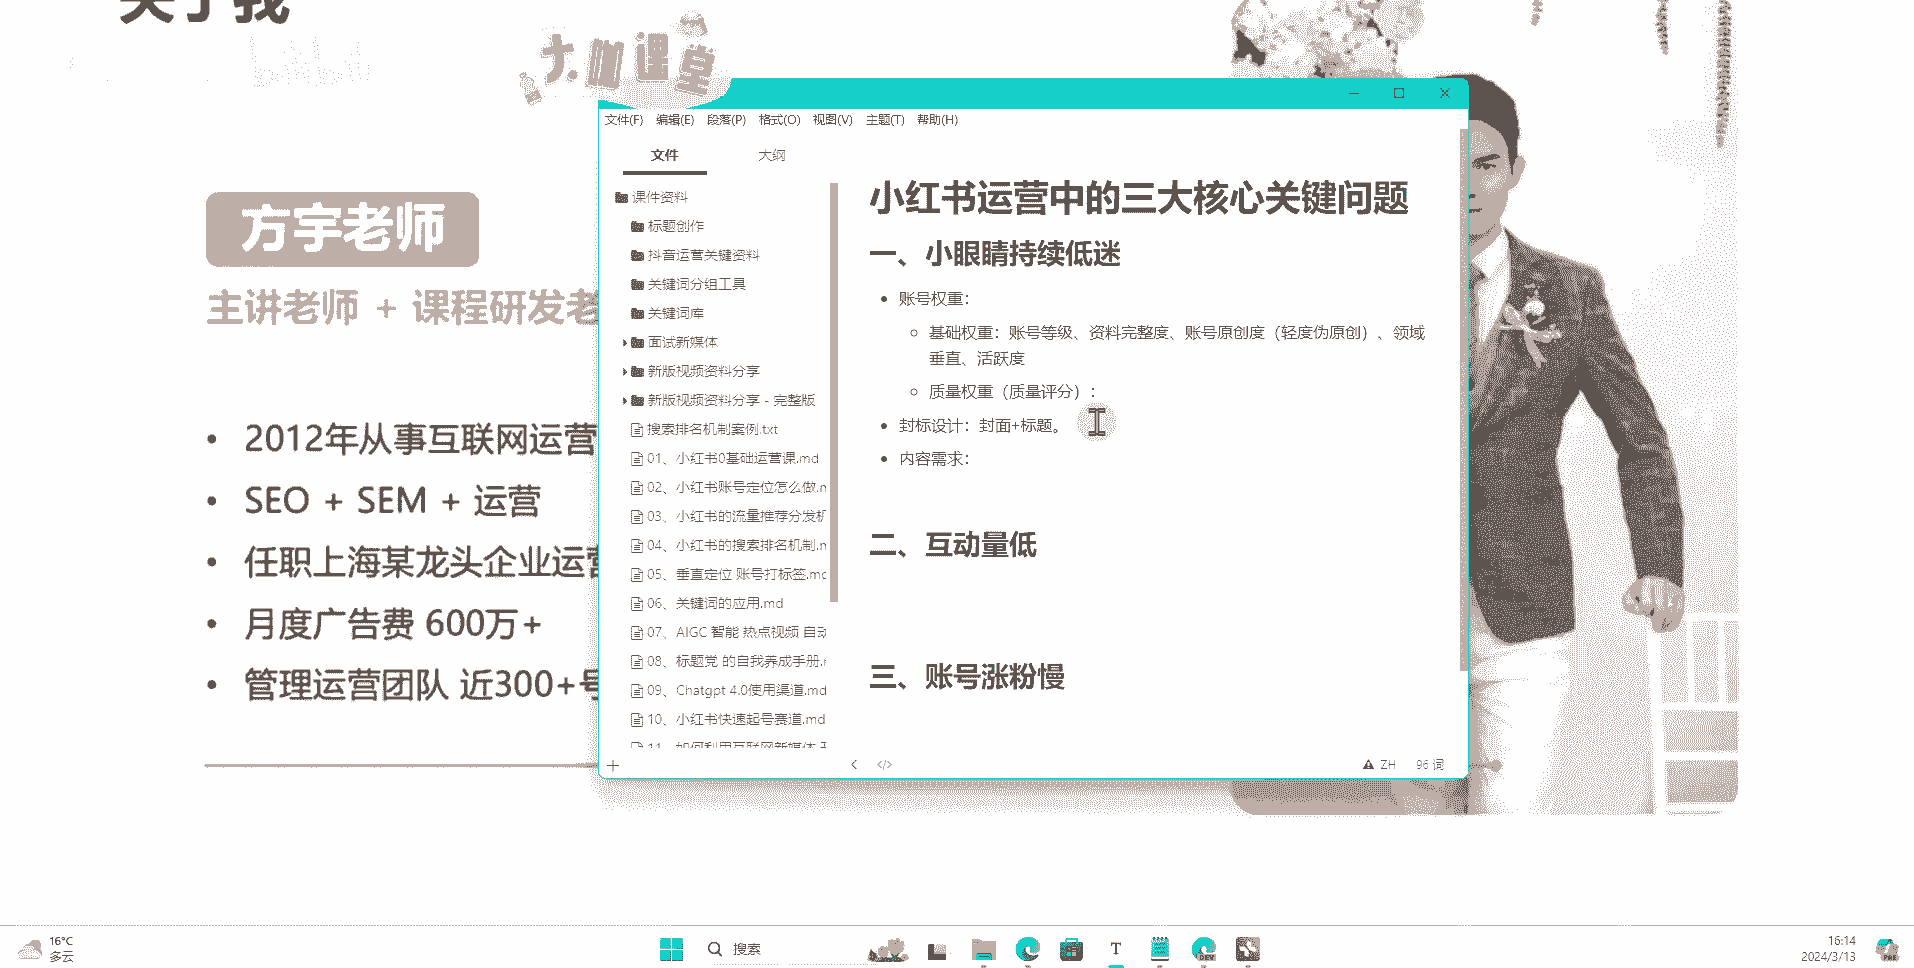 关于我
大咖课堂
方宇老师
主讲老师 + 课程研发老
2012年从事互联网运营
SEO + SEM + 运营
任职上海某龙头企业运营
月度广告费 600万+
管理运营团队 近300+号
文件(F) 编辑(E) 段落(P) 格式(O) 视图(V) 主题(T) 帮助(H)
文件 大纲
课件资料
标题创作
抖音运营关键资料
关键词分组工具
关键词库
面试新媒体
新版视频资料分享
新版视频资料分享 - 完整版
搜索排名机制案例.txt
01、小红书0基础运营课.md
02、小红书账号定位怎么做.m
03、小红书的流量推荐分发机
04、小红书的搜索排名机制.m
05、垂直定位 账号打标签.md
06、关键词的应用.md
07、AIGC 智能 热点视频 自动
08、标题党 的自我养成手册.m
09、Chatgpt 4.0使用渠道.md
10、小红书快速起号赛道.md
11、如何利用互联网新媒体
小红书运营中的三大核心关键问题
一、小眼睛持续低迷
账号权重：
基础权重：账号等级、资料完整度、账号原创度（轻度伪原创）、领域
垂直、活跃度
质量权重（质量评分）：
封标设计：封面+标题。
内容需求：
二、互动量低
三、账号涨粉慢
ZH 96 词
16°C
多云
搜索
16:14
2024/3/13